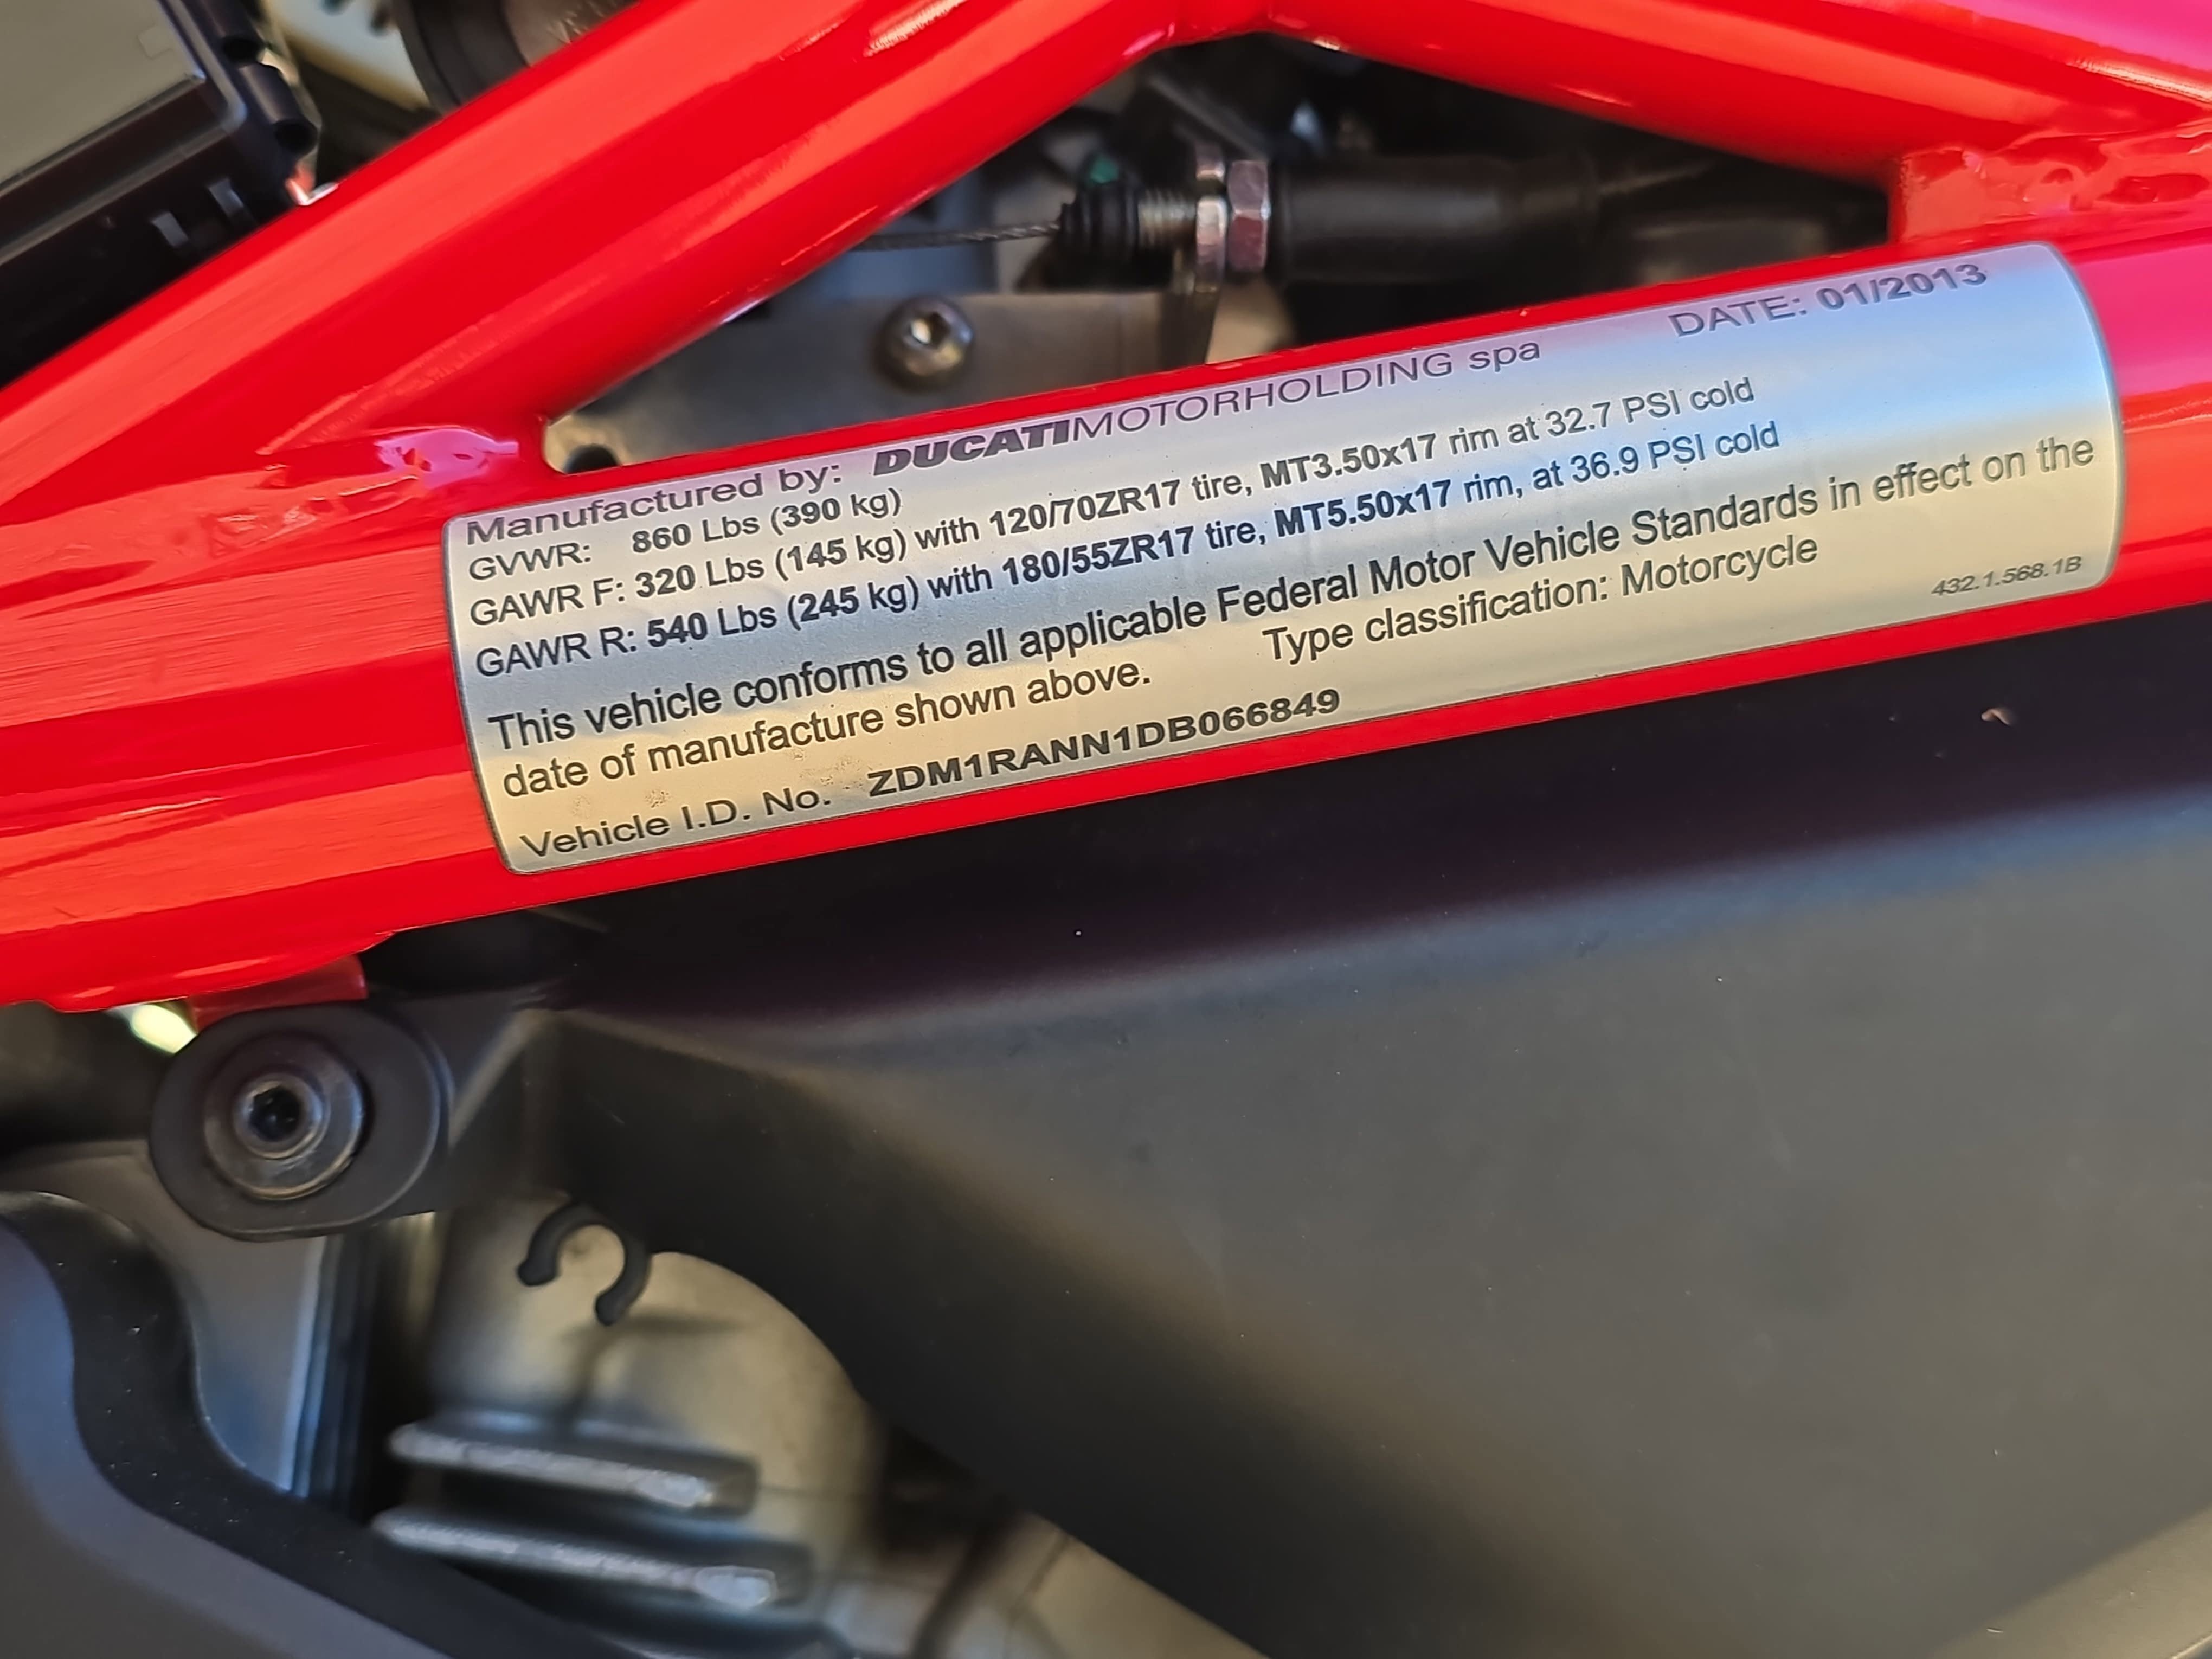 Manufactured by: DUCATIMOTORHOLDING spa DATE: 01/2013
GVWR: 860 Lbs (390 kg)
GAWR F: 320 Lbs (145 kg) with 120/70ZR17 tire, MT3.50x17 rim at 32.7 PSI cold
GAWR R: 540 Lbs (245 kg) with 180/55ZR17 tire, MT5.50x17 rim, at 36.9 PSI cold
This vehicle conforms to all applicable Federal Motor Vehicle Standards in effect on the
date of manufacture shown above. Type classification: Motorcycle
Vehicle I.D. No. ZDM1RANN1DB066849
432.1.568.1B